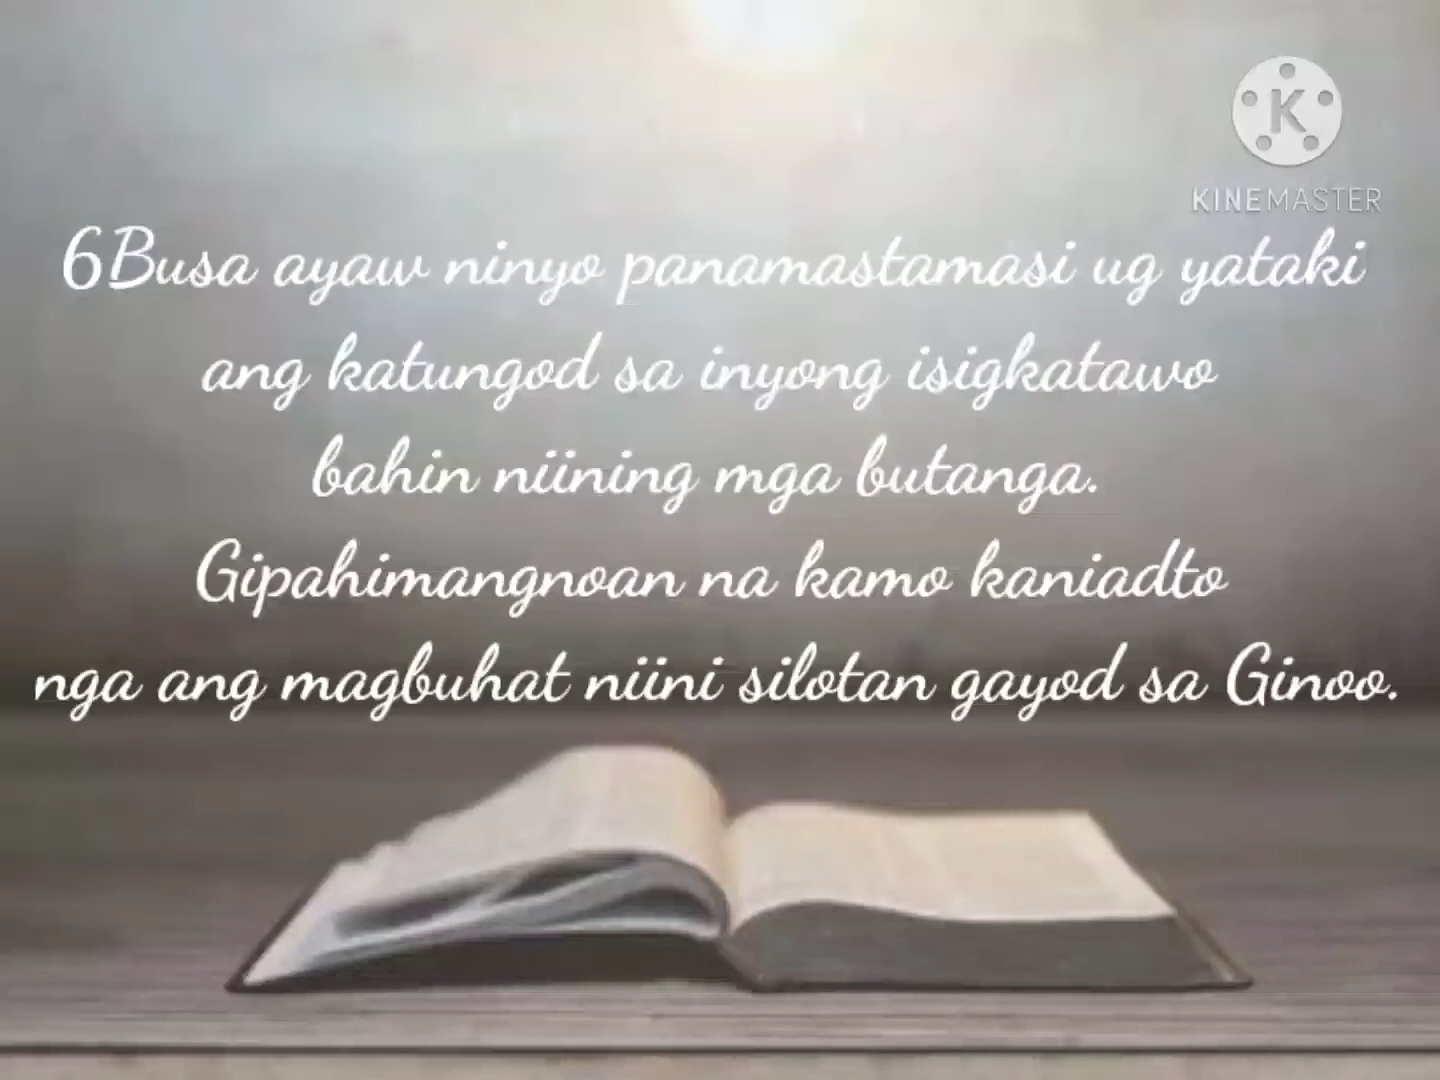 KINEMASTER
6Busa ayaw ninyo panamastamasi ug yataki
ang katungod sa inyong isigkatawo
bahin niining mga butanga.
Gipahimangnoan na kamo kaniadto
nga ang magbuhat niini silotan gayod sa Ginoo.